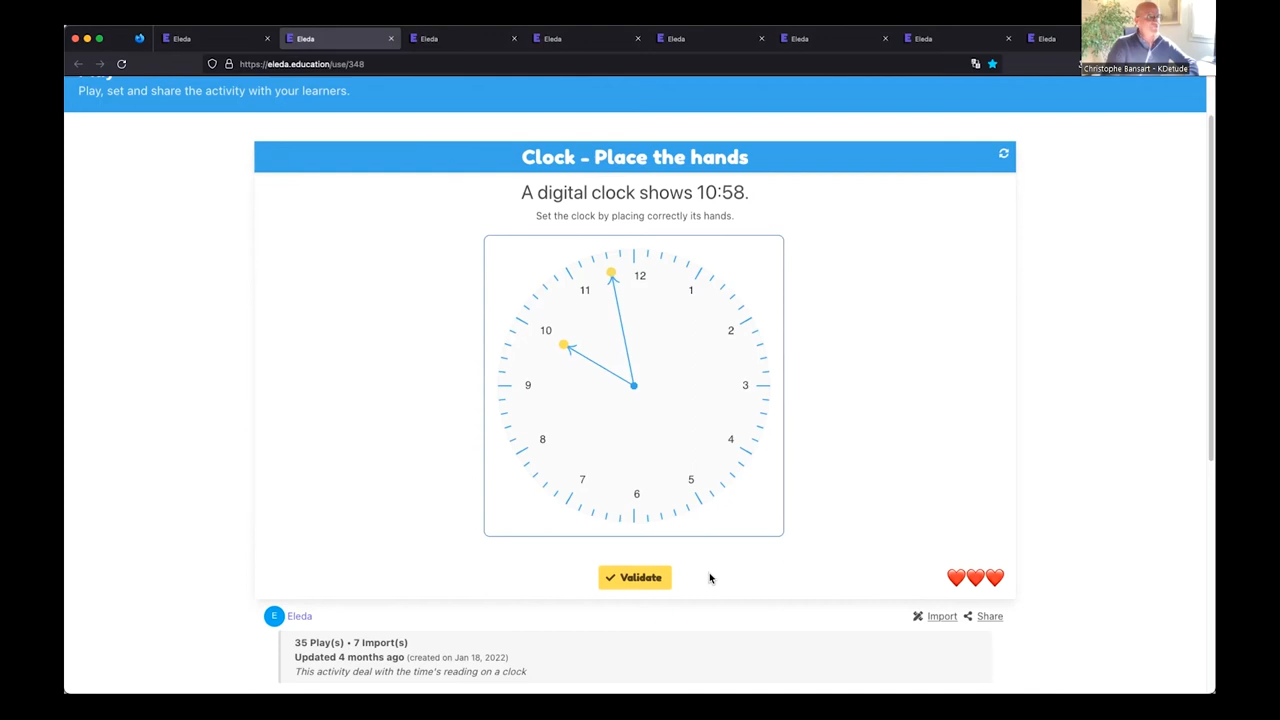 Eleda
Eleda
Eleda
Eleda
Eleda
Eleda
Eleda
Eleda
https://eleda.education/use/348
Christophe Bansart - KDetude
Play, set and share the activity with your learners.
Clock - Place the hands
A digital clock shows 10:58.
Set the clock by placing correctly its hands.
12
11
1
10
2
9
3
8
4
7
5
6
Validate
E
Eleda
Import
Share
35 Play(s) • 7 Import(s)
Updated 4 months ago (created on Jan 18, 2022)
This activity deal with the time's reading on a clock